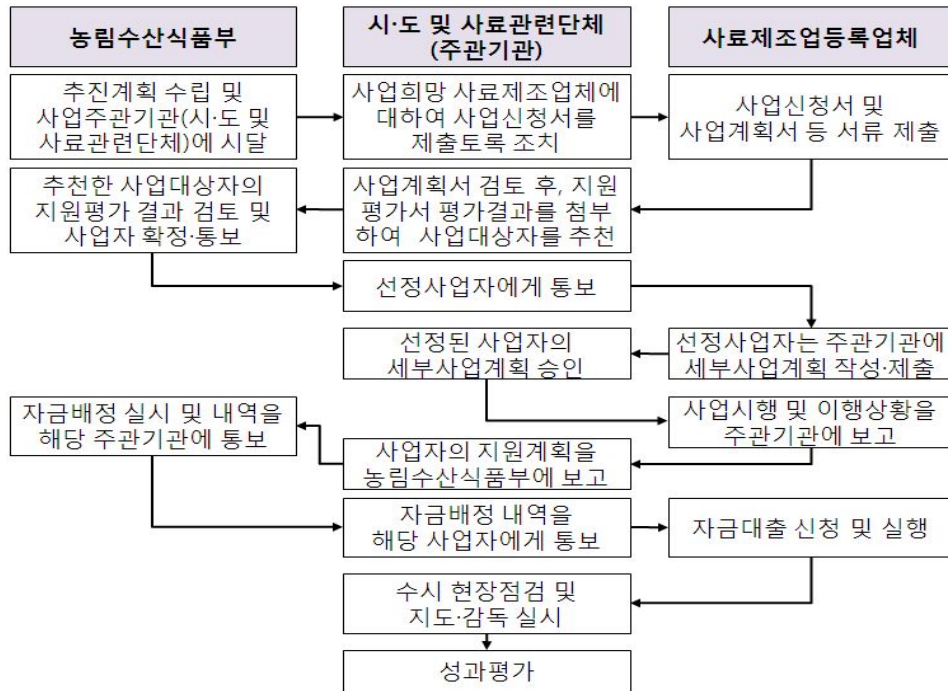 농림수산식품부
시·도 및 사료관련단체
(주관기관)
사료제조업등록업체
추진계획 수립 및
사업주관기관(시·도 및
사료관련단체)에 시달
사업희망 사료제조업체에
대하여 사업신청서를
제출토록 조치
사업신청서 및
사업계획서 등 서류 제출
추천한 사업대상자의
지원평가 결과 검토 및
사업자 확정·통보
사업계획서 검토 후, 지원
평가서 평가결과를 첨부
하여 사업대상자를 추천
선정사업자에게 통보
선정된 사업자의
세부사업계획 승인
선정사업자는 주관기관에
세부사업계획 작성·제출
자금배정 실시 및 내역을
해당 주관기관에 통보
사업시행 및 이행상황을
주관기관에 보고
사업자의 지원계획을
농림수산식품부에 보고
자금배정 내역을
해당 사업자에게 통보
자금대출 신청 및 실행
수시 현장점검 및
지도·감독 실시
성과평가